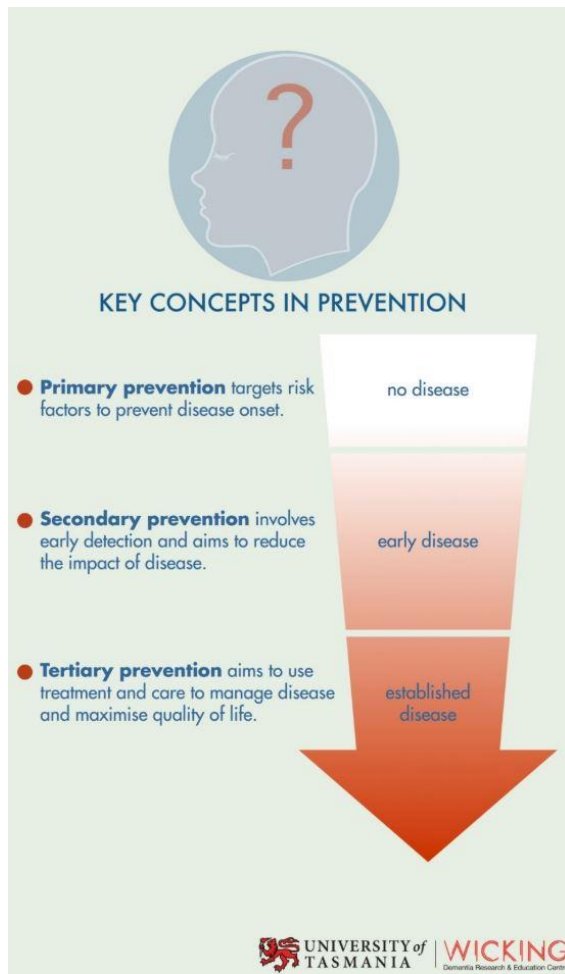 ?
KEY CONCEPTS IN PREVENTION
Primary prevention targets risk
factors to prevent disease onset.
no disease
Secondary prevention involves
early detection and aims to reduce
the impact of disease.
early disease
Tertiary prevention aims to use
treatment and care to manage disease
and maximise quality of life.
established
disease
UNIVERSITY of
TASMANIA
WICKING
Dementia Research & Education Centre